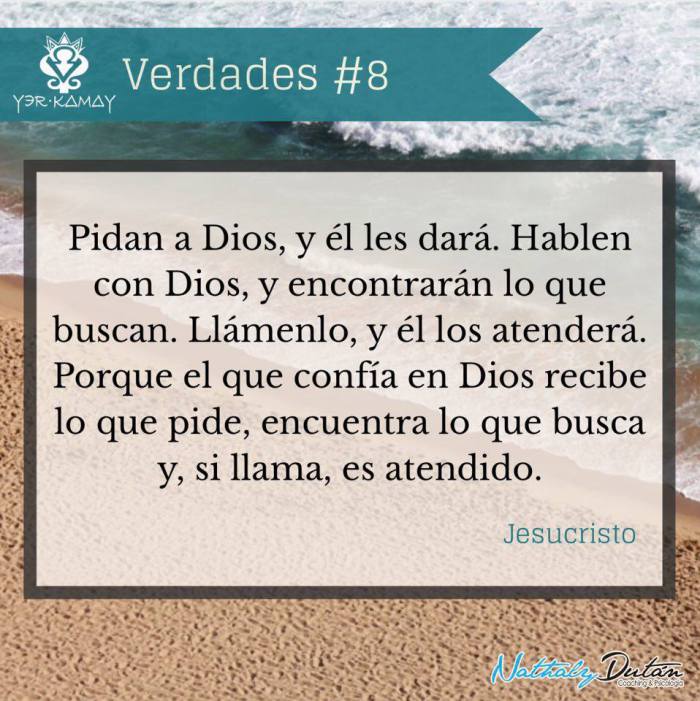 Verdades #8
YƎR·KAMAY
Pidan a Dios, y él les dará. Hablen
con Dios, y encontrarán lo que
buscan. Llámenlo, y él los atenderá.
Porque el que confía en Dios recibe
lo que pide, encuentra lo que busca
y, si llama, es atendido.
Jesucristo
Nathaly Dután
Coaching & Psicología